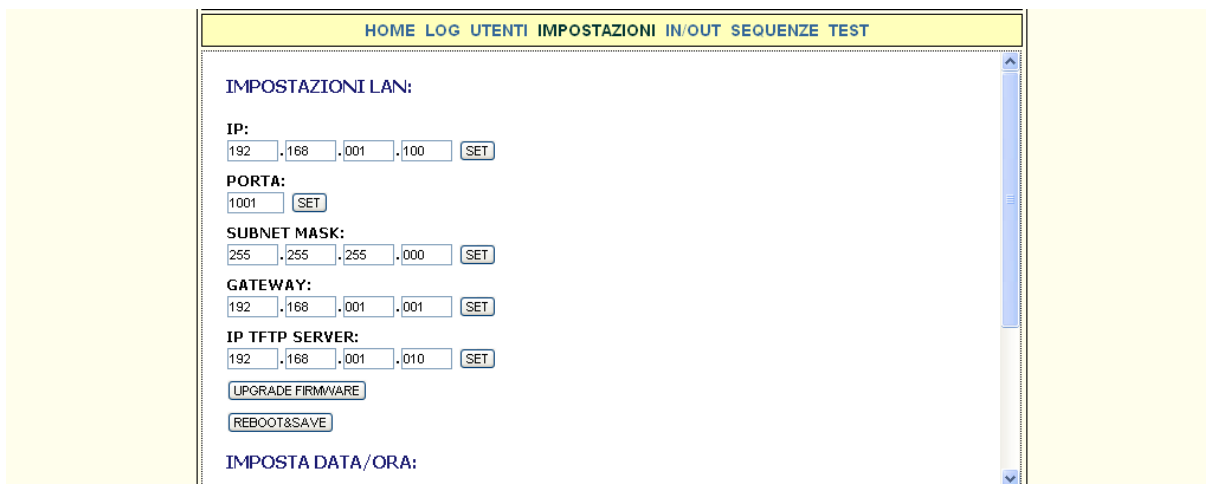 HOME LOG UTENTI IMPOSTAZIONI IN/OUT SEQUENZE TEST
IMPOSTAZIONI LAN:
IP:
192 .168 .001 .100 SET
PORTA:
1001 SET
SUBNET MASK:
255 .255 .255 .000 SET
GATEWAY:
192 .168 .001 .001 SET
IP TFTP SERVER:
192 .168 .001 .010 SET
UPGRADE FIRMWARE
REBOOT&SAVE
IMPOSTA DATA/ORA: